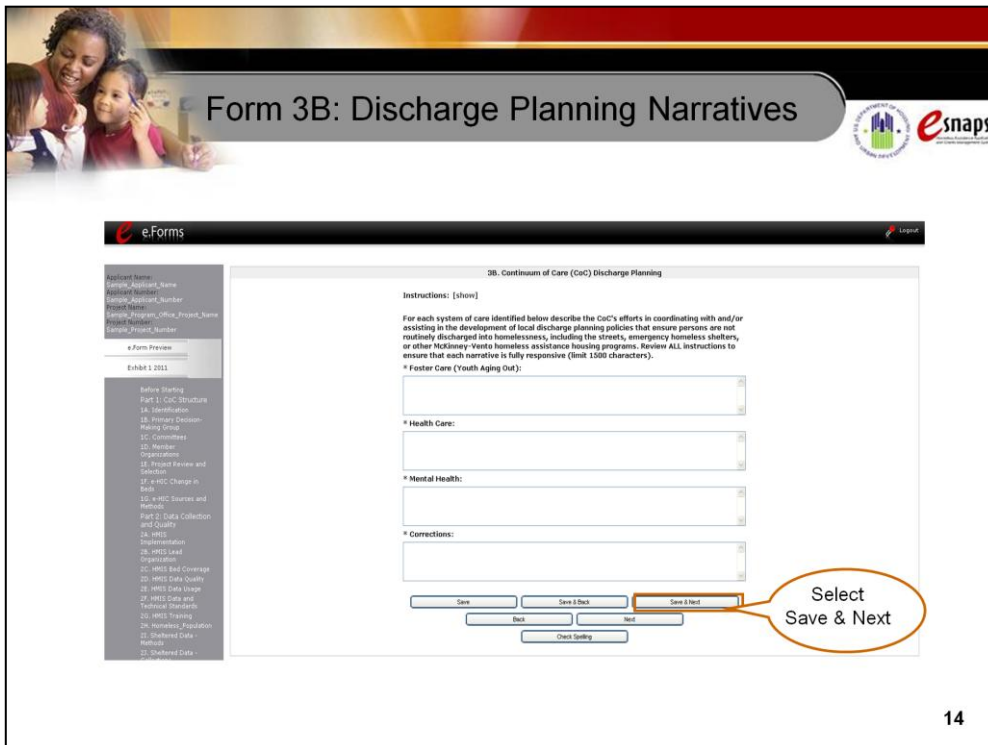 Form 3B: Discharge Planning Narratives
esnaps
e.Forms
Logout
Applicant Name:
Sample_Applicant_Name
Applicant Number:
Sample_Applicant_Number
Project Name:
Sample_Program_Office_Project_Name
Project Number:
Sample_Project_Number
e.Form Preview
Exhibit 1 2011
Before Starting
Part 1: CoC Structure
1A. Identification
1B. Primary Decision-
Making Group
1C. Committees
1D. Member
Organizations
1E. Project Review and
Selection
1F. e-HIC Change in
Beds
1G. e-HIC Sources and
Methods
Part 2: Data Collection
and Quality
2A. HMIS
Implementation
2B. HMIS Lead
Organization
2C. HMIS Bed Coverage
2D. HMIS Data Quality
2E. HMIS Data Usage
2F. HMIS Data and
Technical Standards
2G. HMIS Training
2H. Homeless_Population
2I. Sheltered Data -
Methods
2J. Sheltered Data -
3B. Continuum of Care (CoC) Discharge Planning
Instructions: [show]
For each system of care identified below describe the CoC's efforts in coordinating with and/or
assisting in the development of local discharge planning policies that ensure persons are not
routinely discharged into homelessness, including the streets, emergency homeless shelters,
or other McKinney-Vento homeless assistance housing programs. Review ALL instructions to
ensure that each narrative is fully responsive (limit 1500 characters).
* Foster Care (Youth Aging Out):
* Health Care:
* Mental Health:
* Corrections:
Save Save & Back Save & Next
Back Next
Check Spelling
Select
Save & Next
14